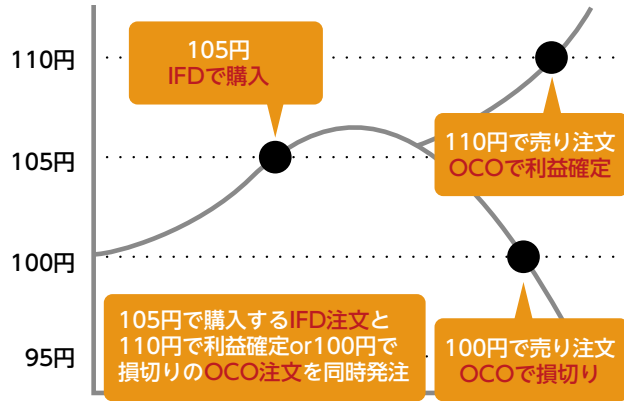 110円
105円
100円
95円
105円
IFDで購入
110円で売り注文
OCOで利益確定
105円で購入するIFD注文と
110円で利益確定or100円で
損切りのOCO注文を同時発注
100円で売り注文
OCOで損切り